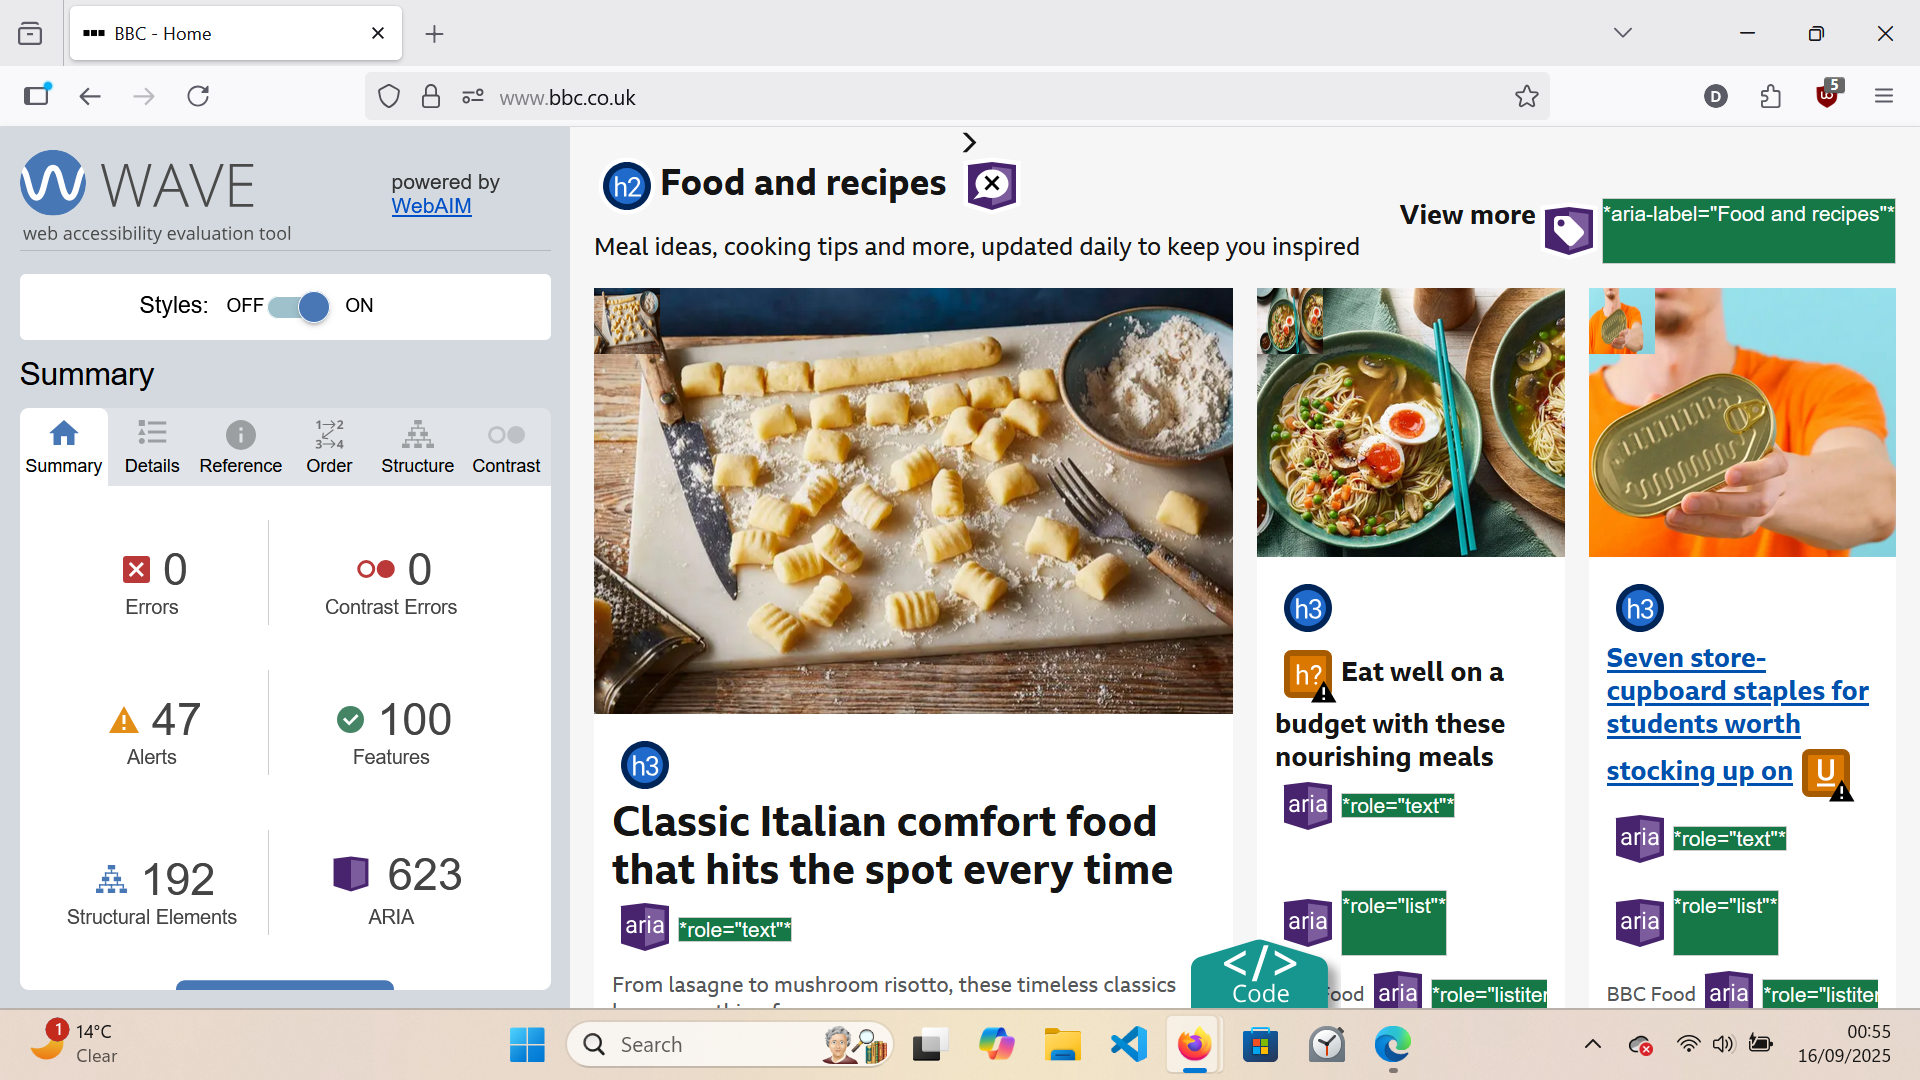 BBC - Home
www.bbc.co.uk
D
5
WAVE
powered by
WebAIM
web accessibility evaluation tool
Styles: OFF ON
Summary
Summary Details Reference Order Structure Contrast
0
Errors
0
Contrast Errors
47
Alerts
100
Features
192
Structural Elements
623
ARIA
h2 Food and recipes
View more *aria-label="Food and recipes"*
Meal ideas, cooking tips and more, updated daily to keep you inspired
h3
Classic Italian comfort food
that hits the spot every time
aria *role="text"*
From lasagne to mushroom risotto, these timeless classics
h3
h? Eat well on a
budget with these
nourishing meals
aria *role="text"*
aria *role="list"*
Food aria *role="listiter
h3
Seven store-
cupboard staples for
students worth
stocking up on U
aria *role="text"*
aria *role="list"*
BBC Food aria *role="listiter
</> Code
1
14°C
Clear
Search
00:55
16/09/2025